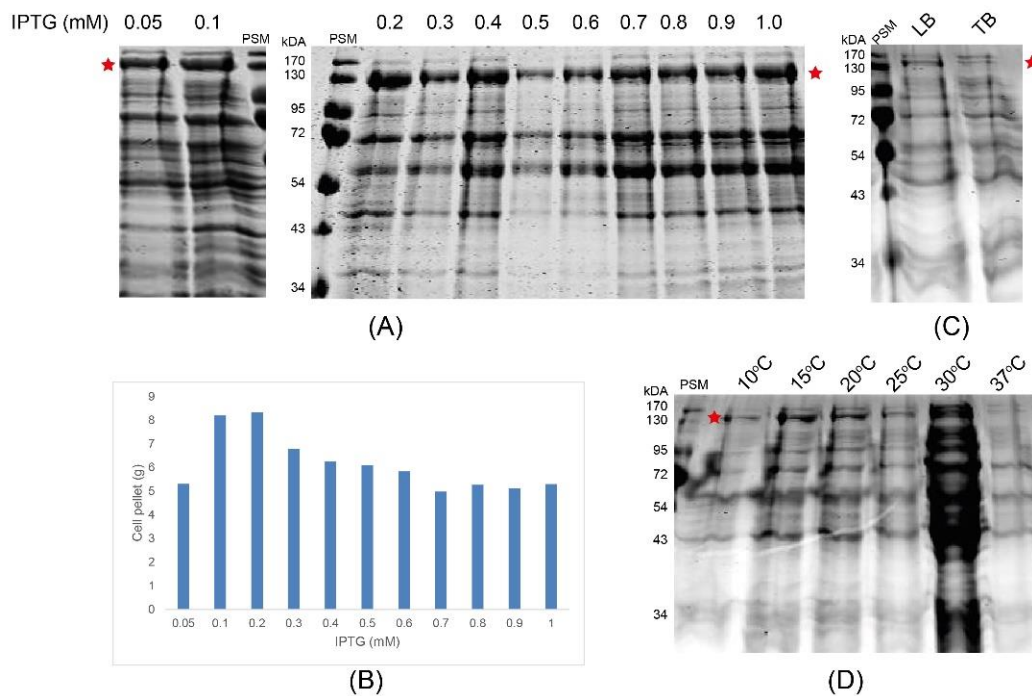 IPTG (mM) 0.05 0.1
PSM
kDA PSM 0.2 0.3 0.4 0.5 0.6 0.7 0.8 0.9 1.0
170
130
95
72
54
43
34
(A)
kDA PSM LB TB
170
130
95
72
54
43
34
(C)
Cell pellet (g)
9
8
7
6
5
4
3
2
1
0
0.05 0.1 0.2 0.3 0.4 0.5 0.6 0.7 0.8 0.9 1
IPTG (mM)
(B)
kDA PSM 10°C 15°C 20°C 25°C 30°C 37°C
170
130
95
72
54
43
34
(D)